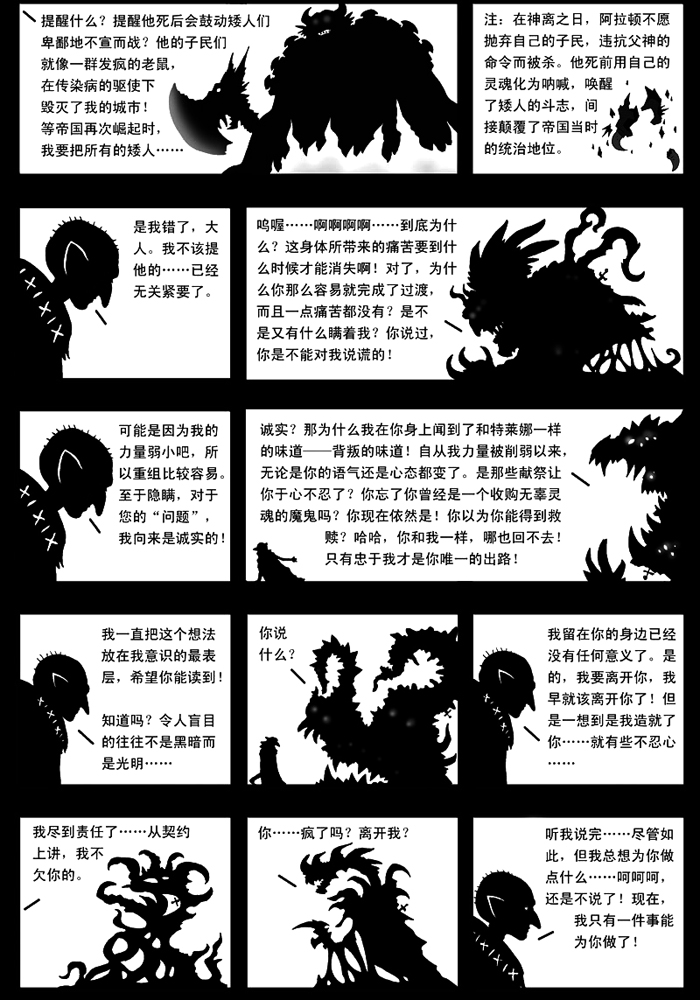 提醒什么？提醒他死后会鼓动矮人们
卑鄙地不宣而战？他的子民们
就像一群发疯的老鼠，
在传染病的驱使下
毁灭了我的城市！
等帝国再次崛起时，
我要把所有的矮人……
注：在神离之日，阿拉顿不愿
抛弃自己的子民，违抗父神的
命令而被杀。他死前用自己的
灵魂化为呐喊，唤醒
了矮人的斗志，间
接颠覆了帝国当时
的统治地位。
是我错了，大
人。我不该提
他的……已经
无关紧要了。
呜喔……啊啊啊啊……到底为什
么？这身体所带来的痛苦要到什
么时候才能消失啊！对了，为什
么你那么容易就完成了过渡，
而且一点痛苦都没有？是不
是又有什么瞒着我？你说过，
你是不能对我说谎的！
可能是因为我的
力量弱小吧，所
以重组比较容易。
至于隐瞒，对于
您的“问题”，
我向来是诚实的！
诚实？那为什么我在你身上闻到了和特莱娜一样
的味道——背叛的味道！自从我力量被削弱以来，
无论是你的语气还是心态都变了。是那些献祭让
你于心不忍了？你忘了你曾经是一个收购无辜灵
魂的魔鬼吗？你现在依然是！你以为你能得到救
赎？哈哈，你和我一样，哪也回不去！
只有忠于我才是你唯一的出路！
我一直把这个想法
放在我意识的最表
层，希望你能读到！
知道吗？令人盲目
的往往不是黑暗而
是光明……
你说
什么？
我留在你的身边已经
没有任何意义了。是
的，我要离开你，我
早就该离开你了！但
是一想到是我造就了
你……就有些不忍心
……
我尽到责任了……从契约
上讲，我不
欠你的。
你……疯了吗？离开我？
听我说完……尽管如
此，但我总想为你做
点什么……呵呵呵，
还是不说了！现在，
我只有一件事能
为你做了！